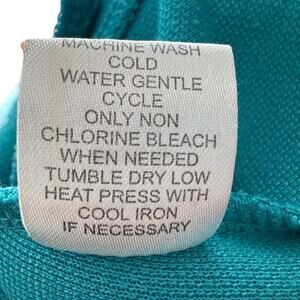 MACHINE WASH
COLD
WATER GENTLE
CYCLE
ONLY NON
CHLORINE BLEACH
WHEN NEEDED
TUMBLE DRY LOW
HEAT PRESS WITH
COOL IRON
IF NECESSARY